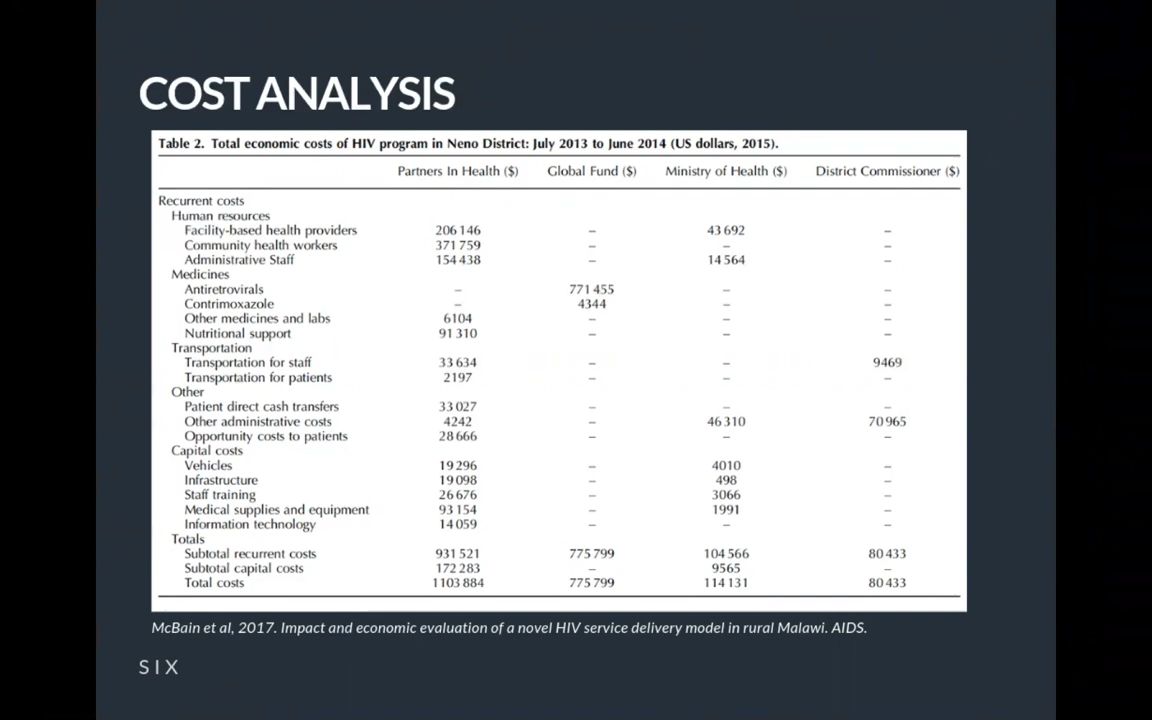 COST ANALYSIS
Table 2. Total economic costs of HIV program in Neno District: July 2013 to June 2014 (US dollars, 2015).
Partners In Health ($) Global Fund ($) Ministry of Health ($) District Commissioner ($)
Recurrent costs
Human resources
Facility-based health providers 206 146 – 43 692 –
Community health workers 371 759 – – –
Administrative Staff 154 438 – 14 564 –
Medicines
Antiretrovirals – 771 455 – –
Contrimoxazole – 4344 – –
Other medicines and labs 6104 – – –
Nutritional support 91 310 – – –
Transportation
Transportation for staff 33 634 – – 9469
Transportation for patients 2197 – – –
Other
Patient direct cash transfers 33 027 – – –
Other administrative costs 4242 – 46 310 70 965
Opportunity costs to patients 28 666 – – –
Capital costs
Vehicles 19 296 – 4010 –
Infrastructure 19 098 – 498 –
Staff training 26 676 – 3066 –
Medical supplies and equipment 93 154 – 1991 –
Information technology 14 059 – – –
Totals
Subtotal recurrent costs 931 521 775 799 104 566 80 433
Subtotal capital costs 172 283 – 9565 –
Total costs 1 103 884 775 799 114 131 80 433
McBain et al, 2017. Impact and economic evaluation of a novel HIV service delivery model in rural Malawi. AIDS.
SIX